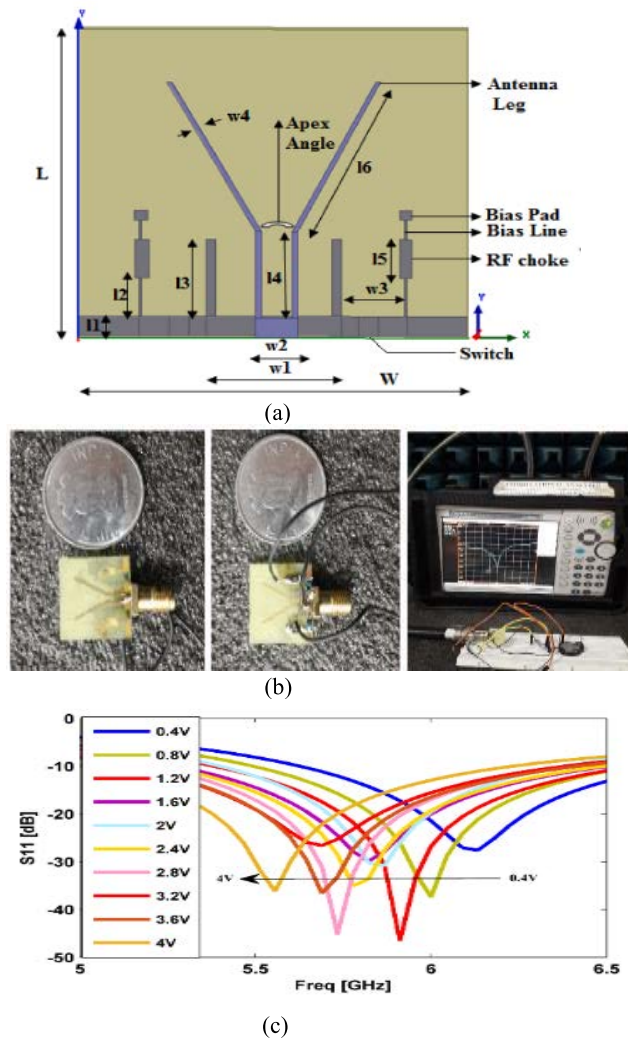 Y
Antenna
Leg
w4
Apex
Angle
L
l6
Bias Pad
Bias Line
l5
RF choke
l4
l3
l2
w3
Y
l1
X
w2
Switch
w1
W
(a)
(b)
0
-10
-20
-30
-40
-50
S11 [dB]
0.4V
0.8V
1.2V
1.6V
2V
2.4V
2.8V
3.2V
3.6V
4V
4V
0.4V
5
5.5
6
6.5
Freq [GHz]
(c)